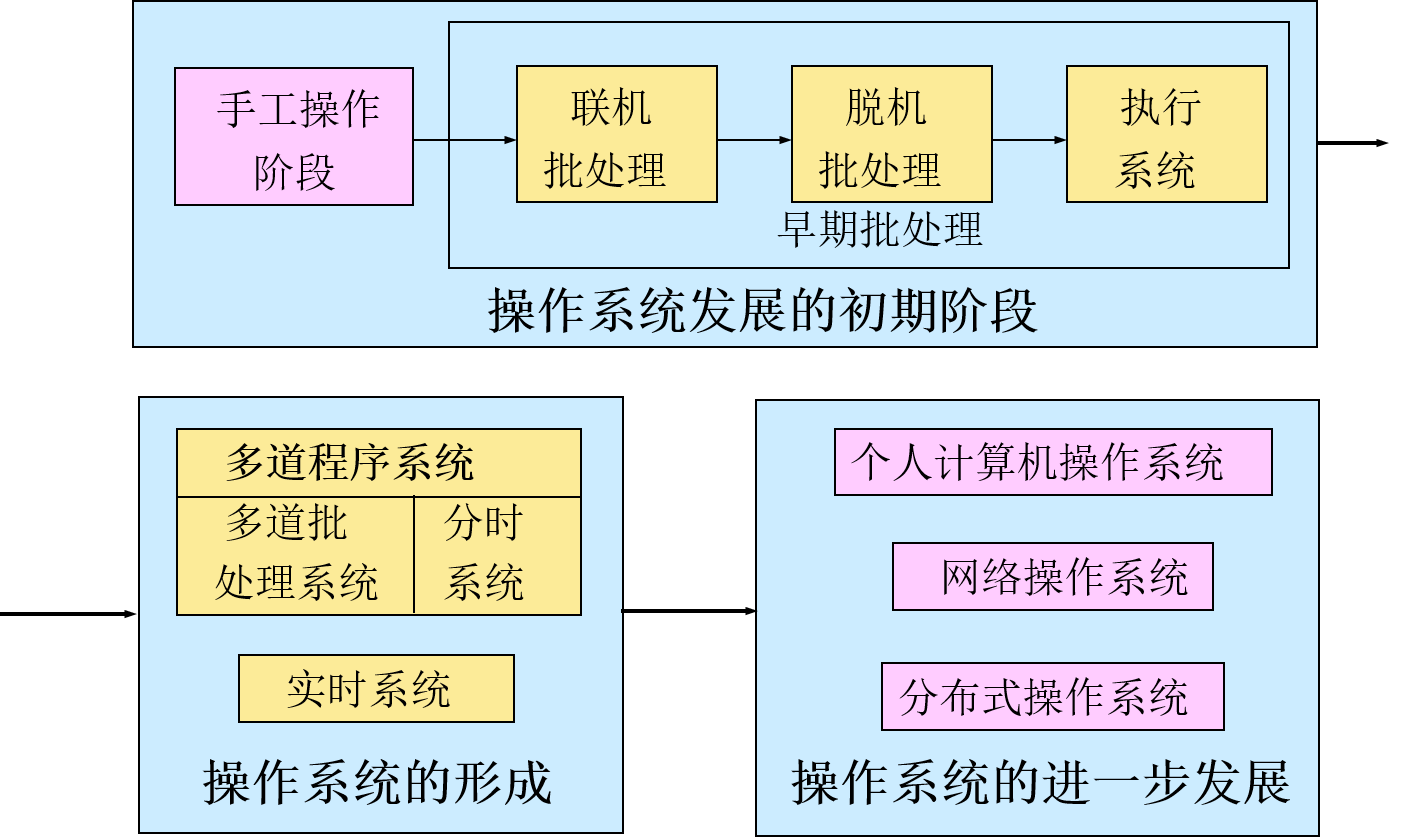 手工操作
阶段
联机
批处理
脱机
批处理
执行
系统
早期批处理
操作系统发展的初期阶段
多道程序系统
多道批
处理系统
分时
系统
实时系统
操作系统的形成
个人计算机操作系统
网络操作系统
分布式操作系统
操作系统的进一步发展